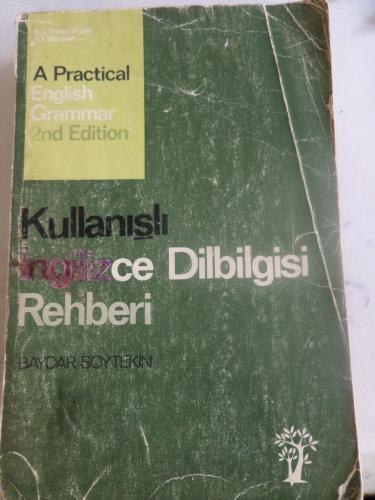 A Practical
English
Grammar
2nd Edition
Kullanışlı
İngilizce Dilbilgisi
Rehberi
BAYDAR SOYTEKİN